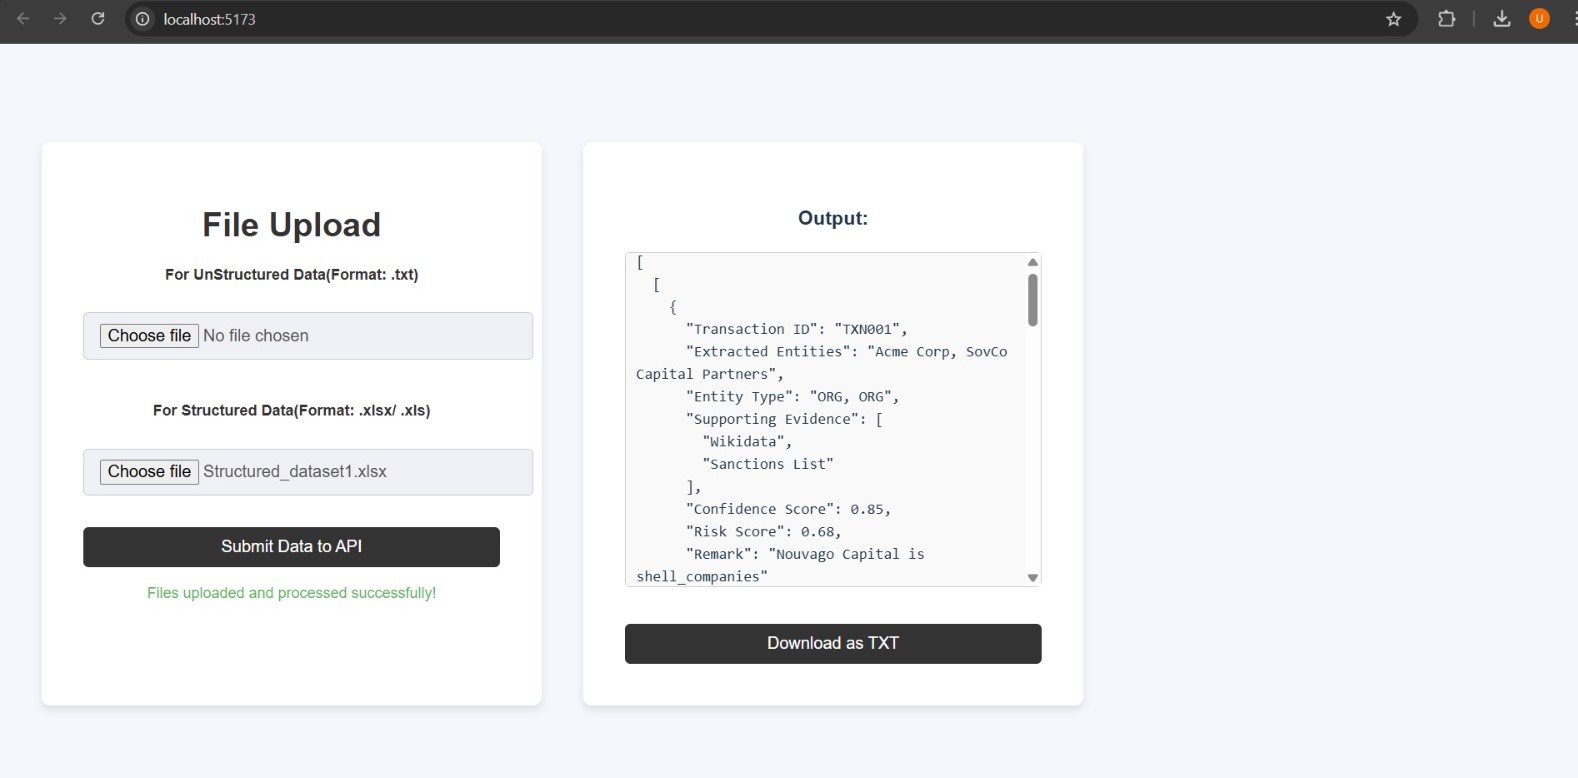 localhost:5173
U
File Upload
For UnStructured Data(Format: .txt)
Choose file No file chosen
For Structured Data(Format: .xlsx/ .xls)
Choose file Structured_dataset1.xlsx
Submit Data to API
Files uploaded and processed successfully!
Output:
[
[
{
"Transaction ID": "TXN001",
"Extracted Entities": "Acme Corp, SovCo
Capital Partners",
"Entity Type": "ORG, ORG",
"Supporting Evidence": [
"Wikidata",
"Sanctions List"
],
"Confidence Score": 0.85,
"Risk Score": 0.68,
"Remark": "Nouvago Capital is
shell_companies"
Download as TXT